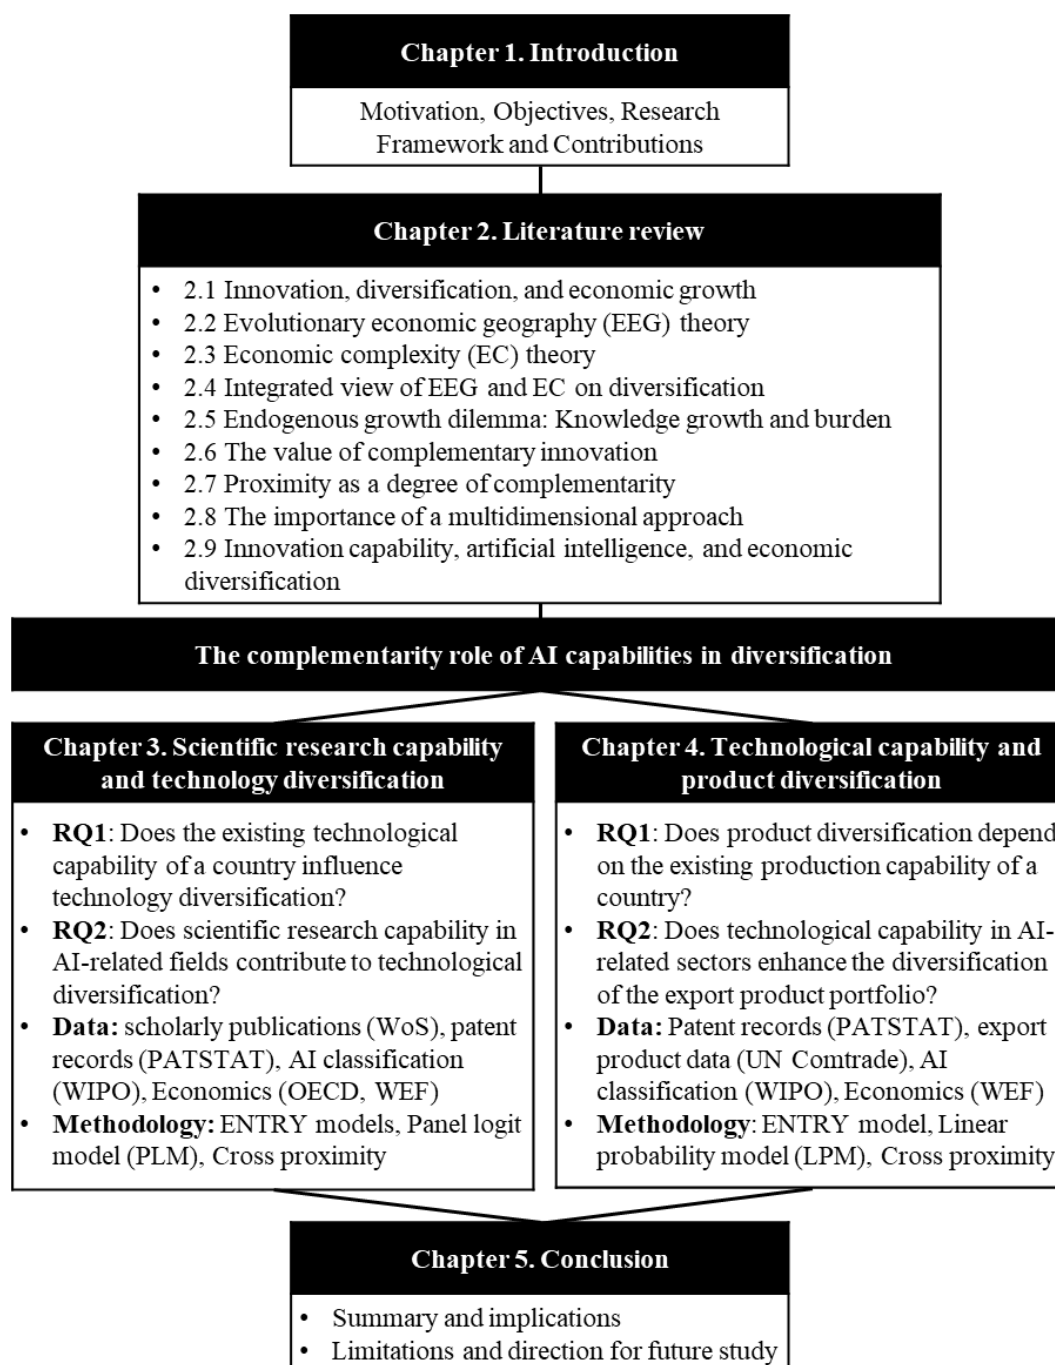 Chapter 1. Introduction
Motivation, Objectives, Research
Framework and Contributions
Chapter 2. Literature review
• 2.1 Innovation, diversification, and economic growth
• 2.2 Evolutionary economic geography (EEG) theory
• 2.3 Economic complexity (EC) theory
• 2.4 Integrated view of EEG and EC on diversification
• 2.5 Endogenous growth dilemma: Knowledge growth and burden
• 2.6 The value of complementary innovation
• 2.7 Proximity as a degree of complementarity
• 2.8 The importance of a multidimensional approach
• 2.9 Innovation capability, artificial intelligence, and economic
diversification
The complementarity role of AI capabilities in diversification
Chapter 3. Scientific research capability
and technology diversification
• RQ1: Does the existing technological
capability of a country influence
technology diversification?
• RQ2: Does scientific research capability in
AI-related fields contribute to technological
diversification?
• Data: scholarly publications (WoS), patent
records (PATSTAT), AI classification
(WIPO), Economics (OECD, WEF)
• Methodology: ENTRY models, Panel logit
model (PLM), Cross proximity
Chapter 4. Technological capability and
product diversification
• RQ1: Does product diversification depend
on the existing production capability of a
country?
• RQ2: Does technological capability in AI-
related sectors enhance the diversification
of the export product portfolio?
• Data: Patent records (PATSTAT), export
product data (UN Comtrade), AI
classification (WIPO), Economics (WEF)
• Methodology: ENTRY model, Linear
probability model (LPM), Cross proximity
Chapter 5. Conclusion
• Summary and implications
• Limitations and direction for future study